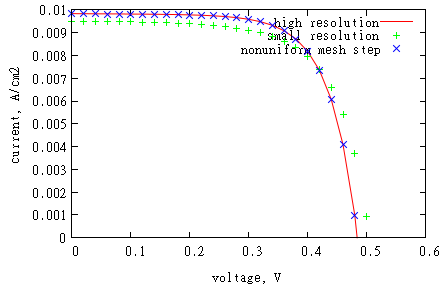 0.01
0.009
0.008
0.007
0.006
0.005
0.004
0.003
0.002
0.001
0
current, A/cm2
high resolution
small resolution
nonuniform mesh step
0 0.1 0.2 0.3 0.4 0.5 0.6
voltage, V